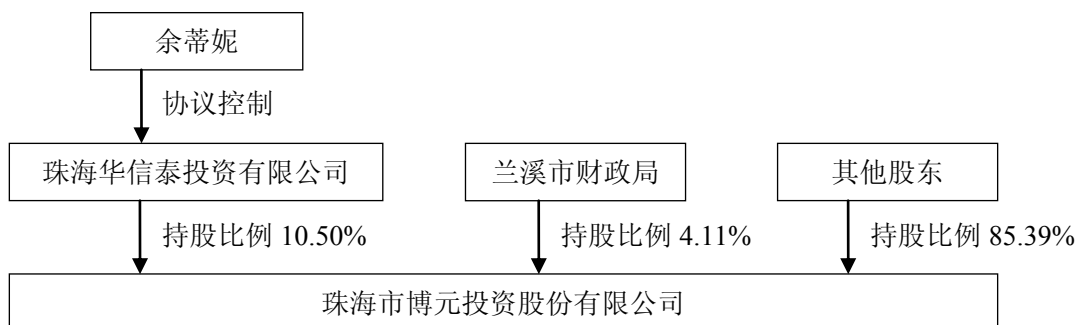 余蒂妮
协议控制
珠海华信泰投资有限公司
兰溪市财政局
其他股东
持股比例 10.50%
持股比例 4.11%
持股比例 85.39%
珠海市博元投资股份有限公司